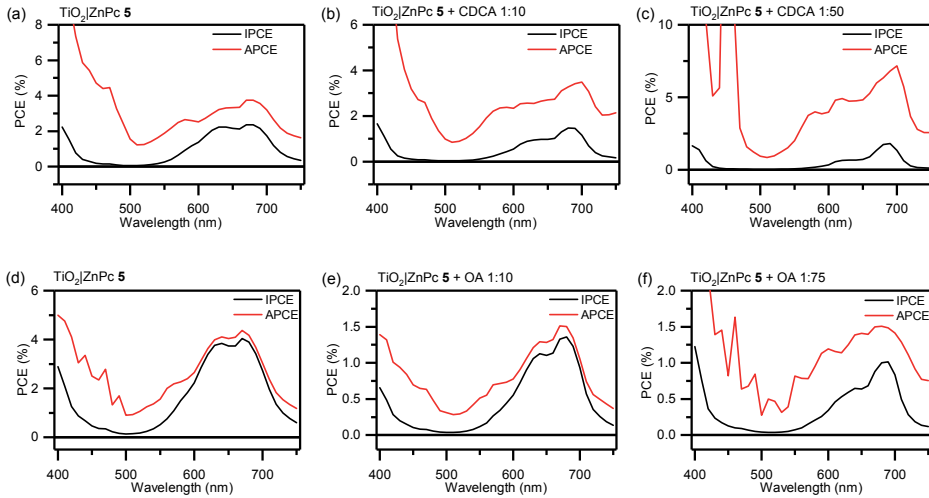 (a) TiO₂|ZnPc 5
IPCE
APCE
PCE (%)
8
6
4
2
0
400 500 600 700
Wavelength (nm)
(b) TiO₂|ZnPc 5 + CDCA 1:10
IPCE
APCE
PCE (%)
6
4
2
0
400 500 600 700
Wavelength (nm)
(c) TiO₂|ZnPc 5 + CDCA 1:50
IPCE
APCE
PCE (%)
10
5
0
400 500 600 700
Wavelength (nm)
(d) TiO₂|ZnPc 5
IPCE
APCE
PCE (%)
6
4
2
0
400 500 600 700
Wavelength (nm)
(e) TiO₂|ZnPc 5 + OA 1:10
IPCE
APCE
PCE (%)
2.0
1.5
1.0
0.5
0.0
400 500 600 700
Wavelength (nm)
(f) TiO₂|ZnPc 5 + OA 1:75
IPCE
APCE
PCE (%)
2.0
1.5
1.0
0.5
0.0
400 500 600 700
Wavelength (nm)